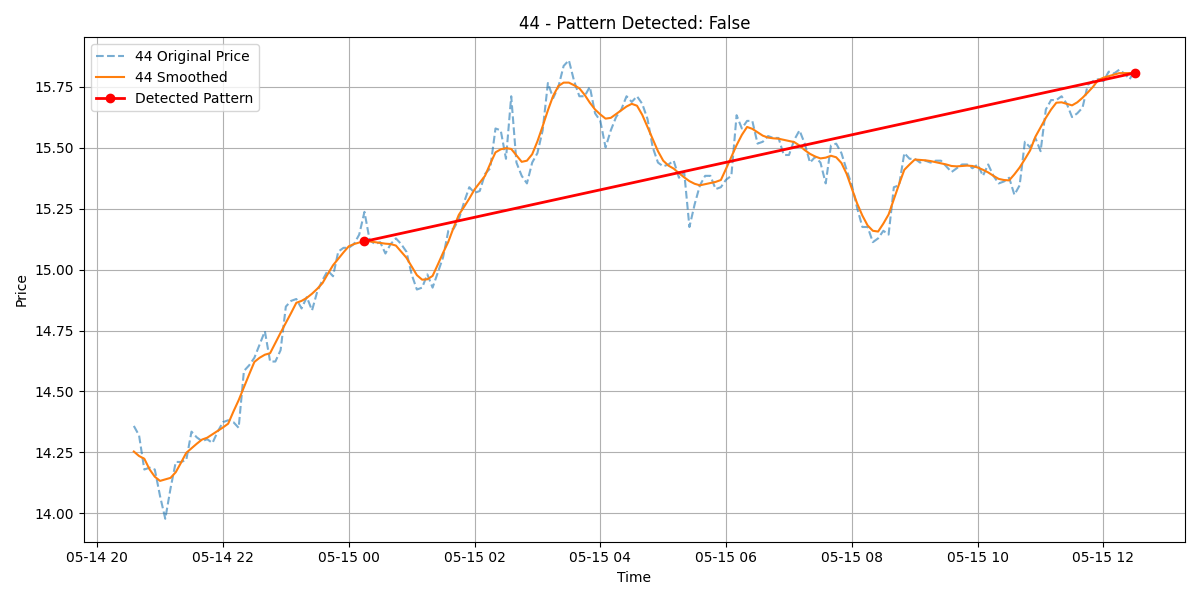 44 - Pattern Detected: False
44 Original Price
44 Smoothed
Detected Pattern
Price
15.75
15.50
15.25
15.00
14.75
14.50
14.25
14.00
05-14 20 05-14 22 05-15 00 05-15 02 05-15 04 05-15 06 05-15 08 05-15 10 05-15 12
Time